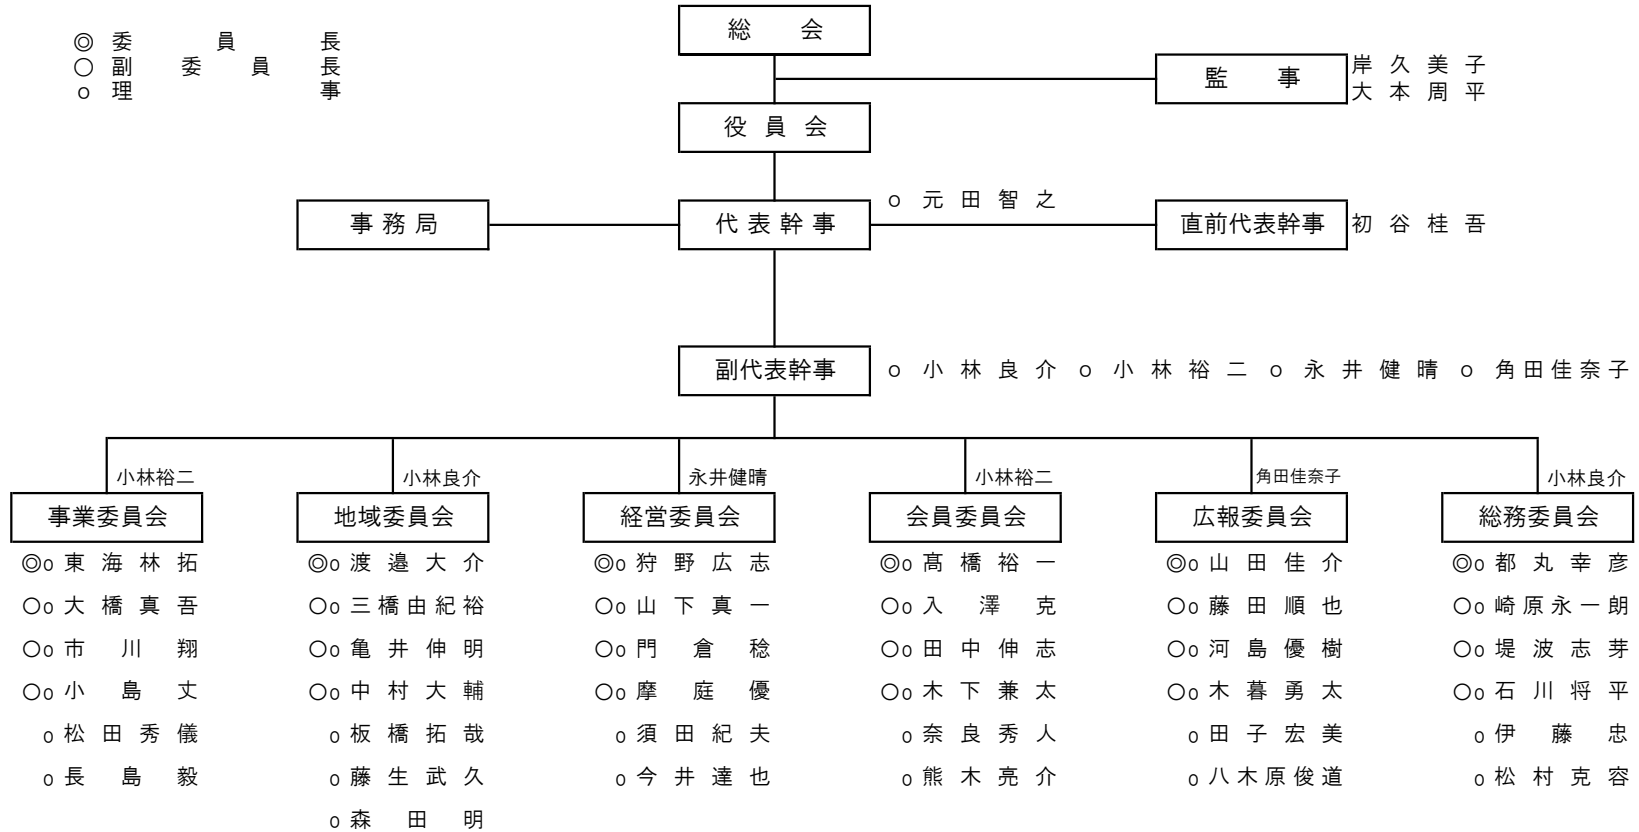 ◎ 委員長
○ 副委員長
o 理事
総会
監事
岸久美子
大本周平
役員会
事務局
代表幹事
o 元田智之
直前代表幹事
初谷桂吾
副代表幹事
o 小林良介 o 小林裕二 o 永井健晴 o 角田佳奈子
小林裕二
事業委員会
◎o 東海林拓
○o 大橋真吾
○o 市川翔
○o 小島丈
o 松田秀儀
o 長島毅
小林良介
地域委員会
◎o 渡邉大介
○o 三橋由紀裕
○o 亀井伸明
○o 中村大輔
o 板橋拓哉
o 藤生武久
o 森田明
永井健晴
経営委員会
◎o 狩野広志
○o 山下真一
○o 門倉稔
○o 摩庭優
o 須田紀夫
o 今井達也
小林裕二
会員委員会
◎o 髙橋裕一
○o 入澤克
○o 田中伸志
○o 木下兼太
o 奈良秀人
o 熊木亮介
角田佳奈子
広報委員会
◎o 山田佳介
○o 藤田順也
○o 河島優樹
○o 木暮勇太
o 田子宏美
o 八木原俊道
小林良介
総務委員会
◎o 都丸幸彦
○o 崎原永一朗
○o 堤波志芽
○o 石川将平
o 伊藤忠
o 松村克容